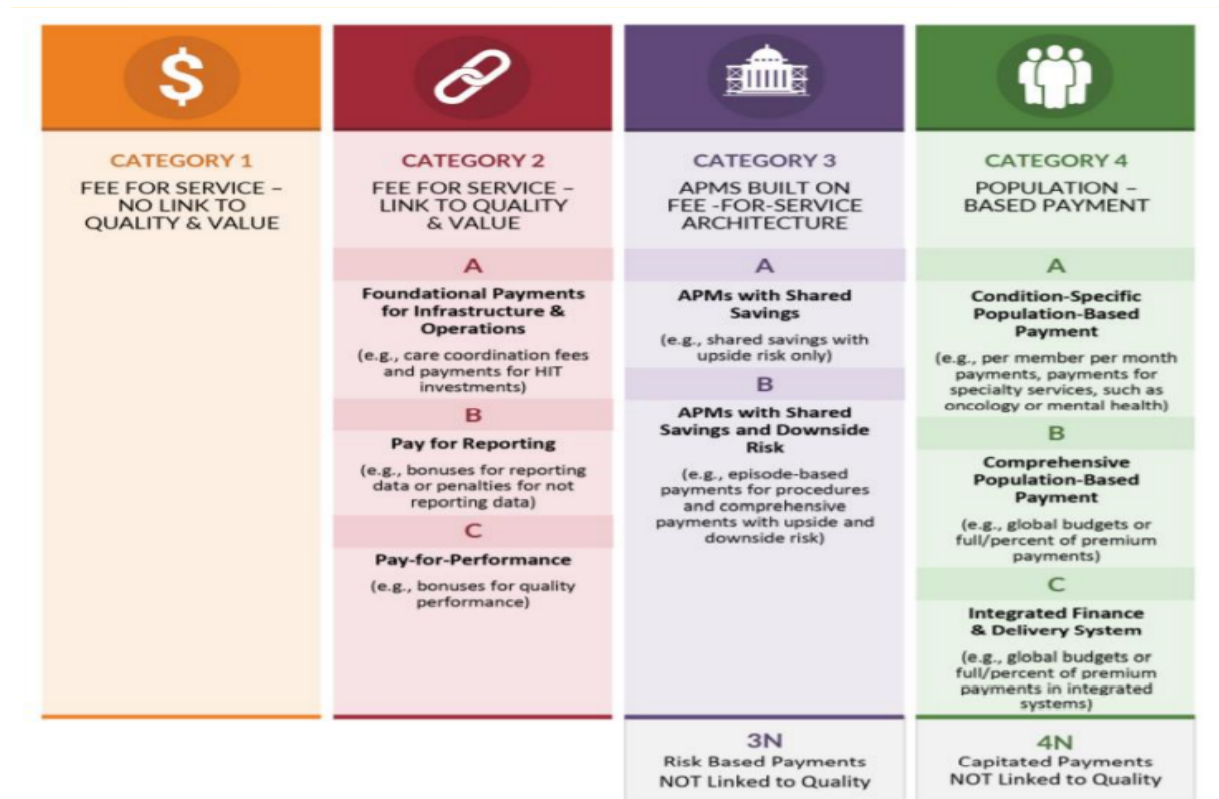 $
CATEGORY 1
FEE FOR SERVICE –
NO LINK TO
QUALITY & VALUE
CATEGORY 2
FEE FOR SERVICE –
LINK TO QUALITY
& VALUE
A
Foundational Payments
for Infrastructure &
Operations
(e.g., care coordination fees
and payments for HIT
investments)
B
Pay for Reporting
(e.g., bonuses for reporting
data or penalties for not
reporting data)
C
Pay-for-Performance
(e.g., bonuses for quality
performance)
CATEGORY 3
APMS BUILT ON
FEE -FOR-SERVICE
ARCHITECTURE
A
APMs with Shared
Savings
(e.g., shared savings with
upside risk only)
B
APMs with Shared
Savings and Downside
Risk
(e.g., episode-based
payments for procedures
and comprehensive
payments with upside and
downside risk)
3N
Risk Based Payments
NOT Linked to Quality
CATEGORY 4
POPULATION –
BASED PAYMENT
A
Condition-Specific
Population-Based
Payment
(e.g., per member per month
payments, payments for
specialty services, such as
oncology or mental health)
B
Comprehensive
Population-Based
Payment
(e.g., global budgets or
full/percent of premium
payments)
C
Integrated Finance
& Delivery System
(e.g., global budgets or
full/percent of premium
payments in integrated
systems)
4N
Capitated Payments
NOT Linked to Quality